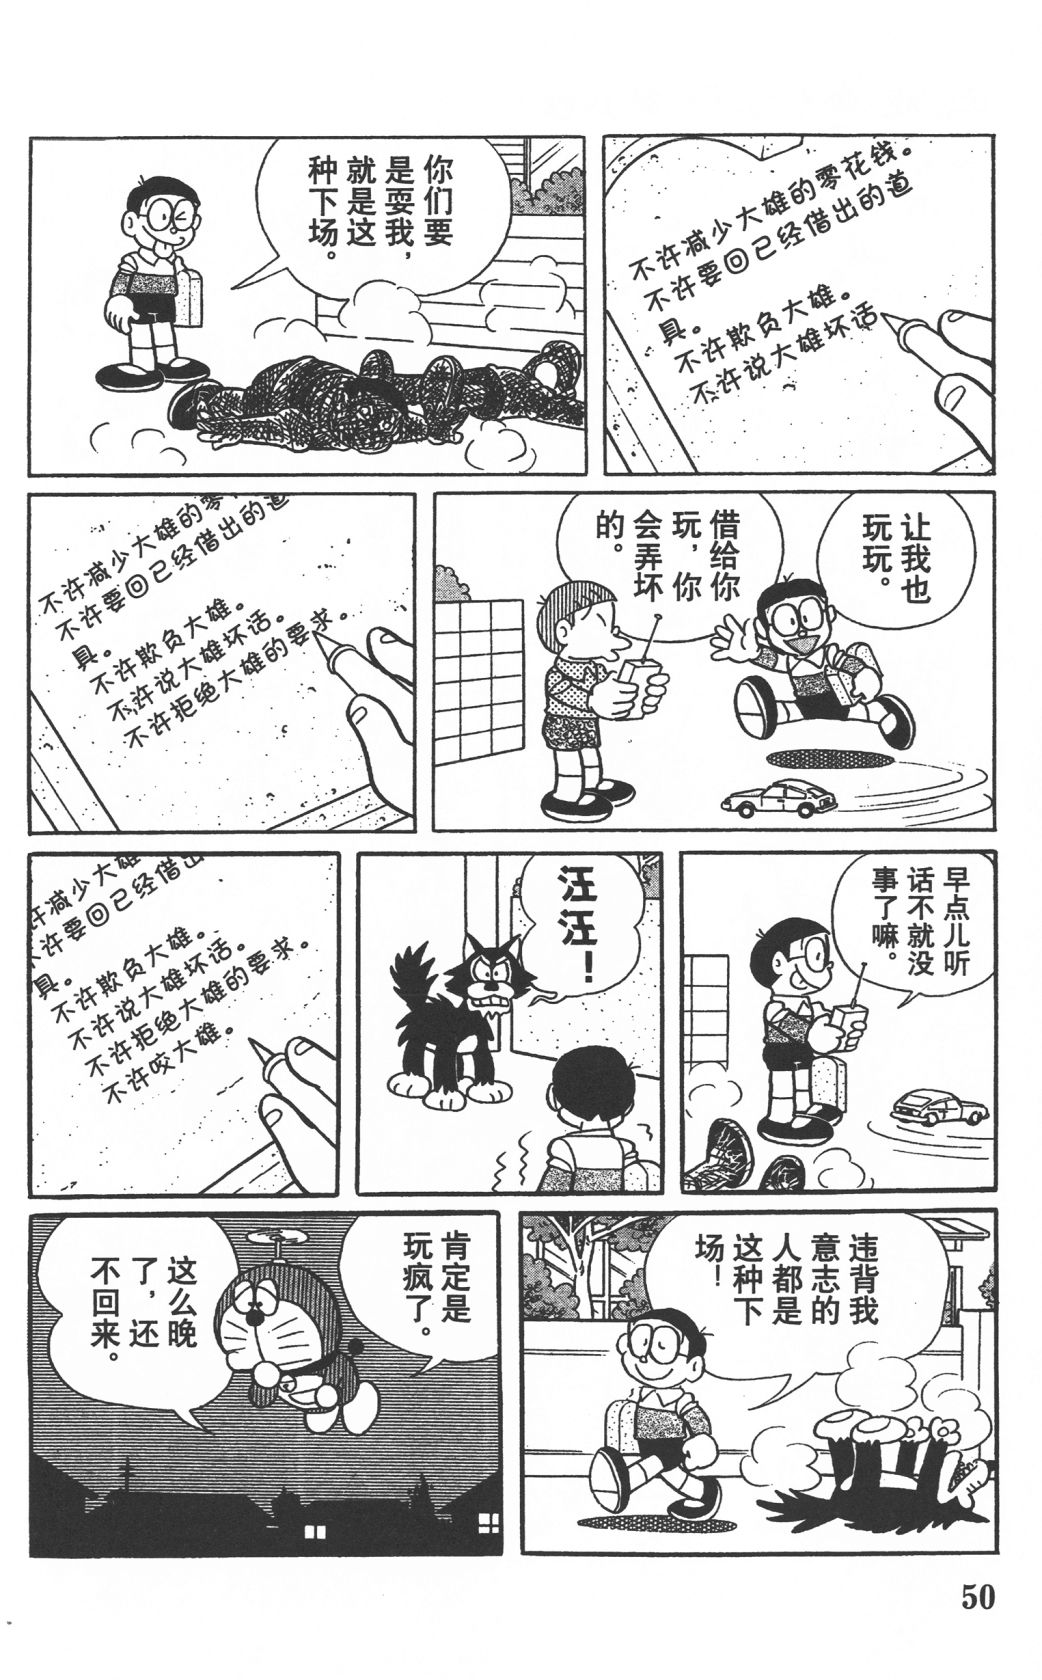 不许减少大雄的零花钱。
不许要回已经借出的道
具。
不许欺负大雄。
不许说大雄坏话
你们要
是耍我，
就是这
种下场。
让我也
玩玩。
借给你
玩，你
会弄坏
的。
不许减少大雄的零
不许要回已经借出的道
具。
不许欺负大雄。
不许说大雄坏话。
不许拒绝大雄的要求。
早点儿听
话不就没
事了嘛。
汪
汪！
许减少大雄
不许要回已经借出
具。
不许欺负大雄。
不许说大雄坏话。
不许拒绝大雄的要求。
不许咬大雄。
违背我
意志的
人都是
这种下
场！
肯定是
玩疯了。
这么晚
了，还
不回来。
50